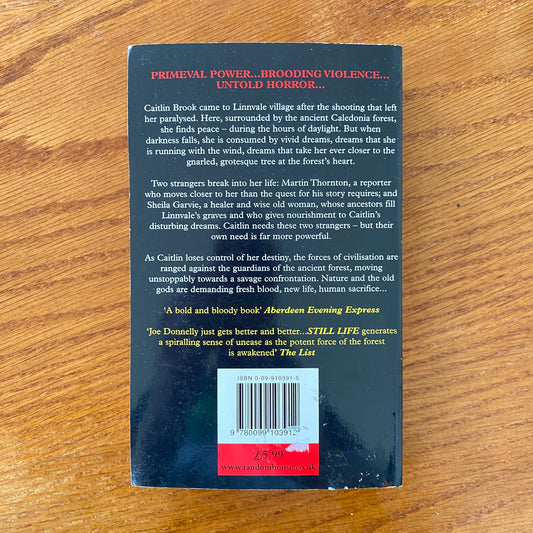 PRIMEVAL POWER...BROODING VIOLENCE...
UNTOLD HORROR...
Caitlin Brook came to Linnvale village after the shooting that left
her paralysed. Here, surrounded by the ancient Caledonia forest,
she finds peace – during the hours of daylight. But when
darkness falls, she is consumed by vivid dreams, dreams that she
is running with the wind, dreams that take her ever closer to the
gnarled, grotesque tree at the forest's heart.
Two strangers break into her life: Martin Thornton, a reporter
who moves closer to her than the quest for his story requires; and
Sheila Garvie, a healer and wise old woman, whose ancestors fill
Linnvale's graves and who gives nourishment to Caitlin's
disturbing dreams. Caitlin needs these two strangers – but their
own need is far more powerful.
As Caitlin loses control of her destiny, the forces of civilisation are
ranged against the guardians of the ancient forest, moving
unstoppably towards a savage confrontation. Nature and the old
gods are demanding fresh blood, new life, human sacrifice...
'A bold and bloody book' Aberdeen Evening Express
'Joe Donnelly just gets better and better...STILL LIFE generates
a spiralling sense of unease as the potent force of the forest
is awakened' The List
ISBN 0-09-910391-5
9 780099 103912
£5.99
www.randomhouse.co.uk